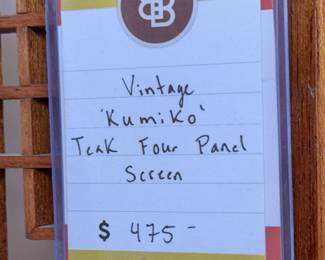 Vintage
'Kumiko'
Teak Four Panel
Screen
$ 475-